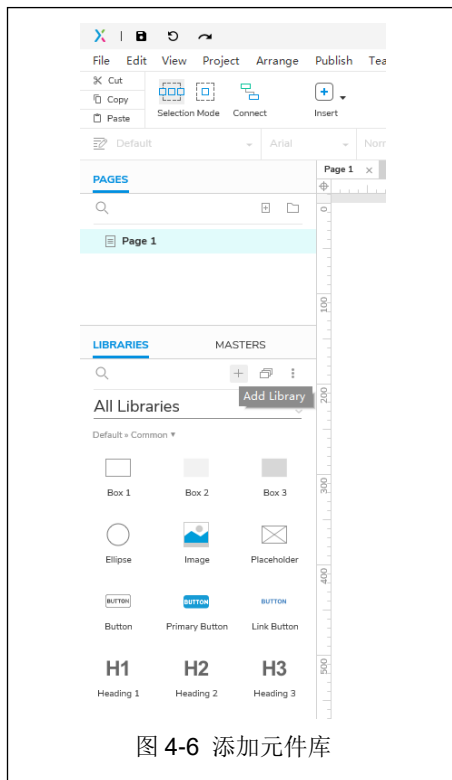 File Edit View Project Arrange Publish Tea
Cut
Copy
Paste
Selection Mode Connect Insert
Default Arial Norm
PAGES
Page 1
Page 1
0
100
200
300
400
500
LIBRARIES MASTERS
Add Library
All Libraries
Default » Common ▾
Box 1 Box 2 Box 3
Ellipse Image Placeholder
BUTTON BUTTON BUTTON
Button Primary Button Link Button
H1 H2 H3
Heading 1 Heading 2 Heading 3
图 4-6 添加元件库